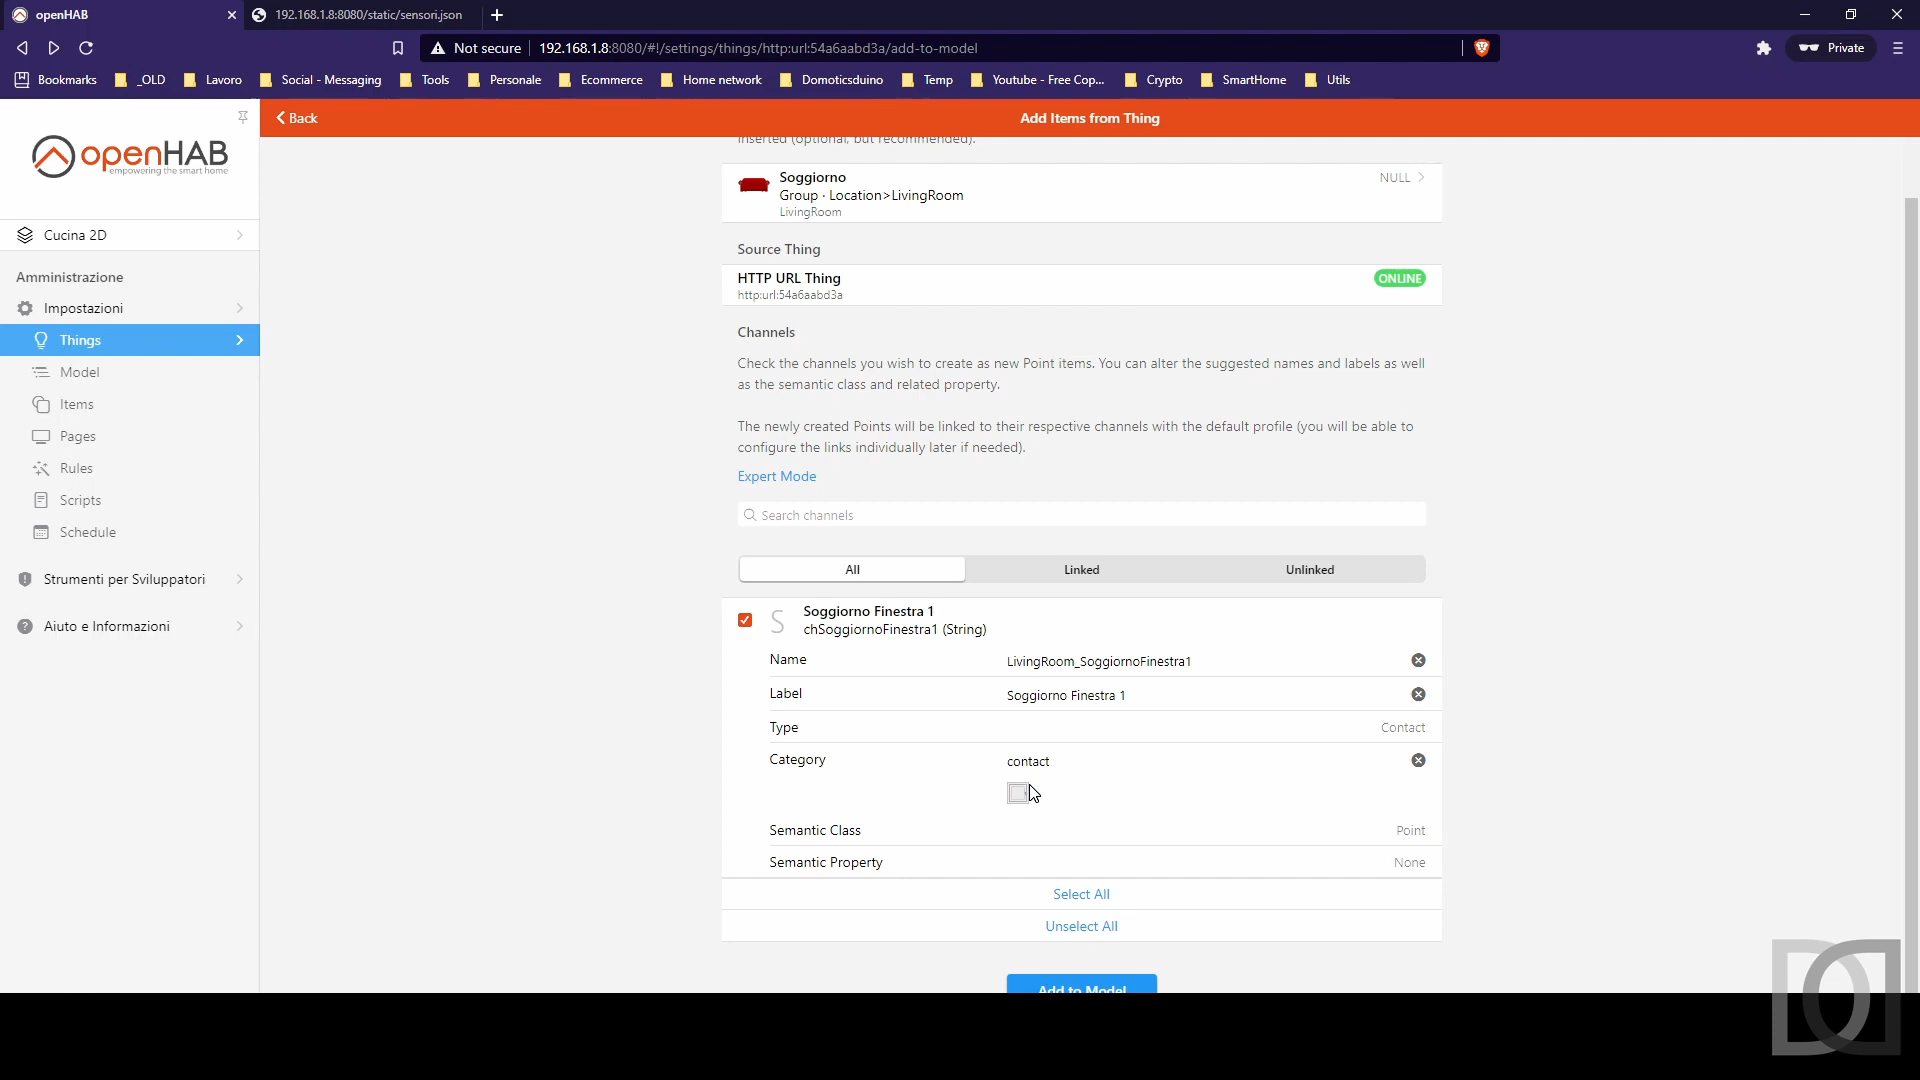 openHAB
192.168.1.8:8080/static/sensori.json
Not secure
192.168.1.8:8080/#!/settings/things/http:url:54a6aabd3a/add-to-model
Private
Bookmarks
_OLD
Lavoro
Social - Messaging
Tools
Personale
Ecommerce
Home network
Domoticsduino
Temp
Youtube - Free Cop...
Crypto
SmartHome
Utils
openHAB
empowering the smart home
Cucina 2D
Amministrazione
Impostazioni
Things
Model
Items
Pages
Rules
Scripts
Schedule
Strumenti per Sviluppatori
Aiuto e Informazioni
Back
Add Items from Thing
inserted (optional, but recommended).
Soggiorno
NULL
Group · Location>LivingRoom
LivingRoom
Source Thing
HTTP URL Thing
ONLINE
http:url:54a6aabd3a
Channels
Check the channels you wish to create as new Point items. You can alter the suggested names and labels as well
as the semantic class and related property.
The newly created Points will be linked to their respective channels with the default profile (you will be able to
configure the links individually later if needed).
Expert Mode
Search channels
All
Linked
Unlinked
S
Soggiorno Finestra 1
chSoggiornoFinestra1 (String)
Name
LivingRoom_SoggiornoFinestra1
Label
Soggiorno Finestra 1
Type
Contact
Category
contact
Semantic Class
Point
Semantic Property
None
Select All
Unselect All
Add to Model